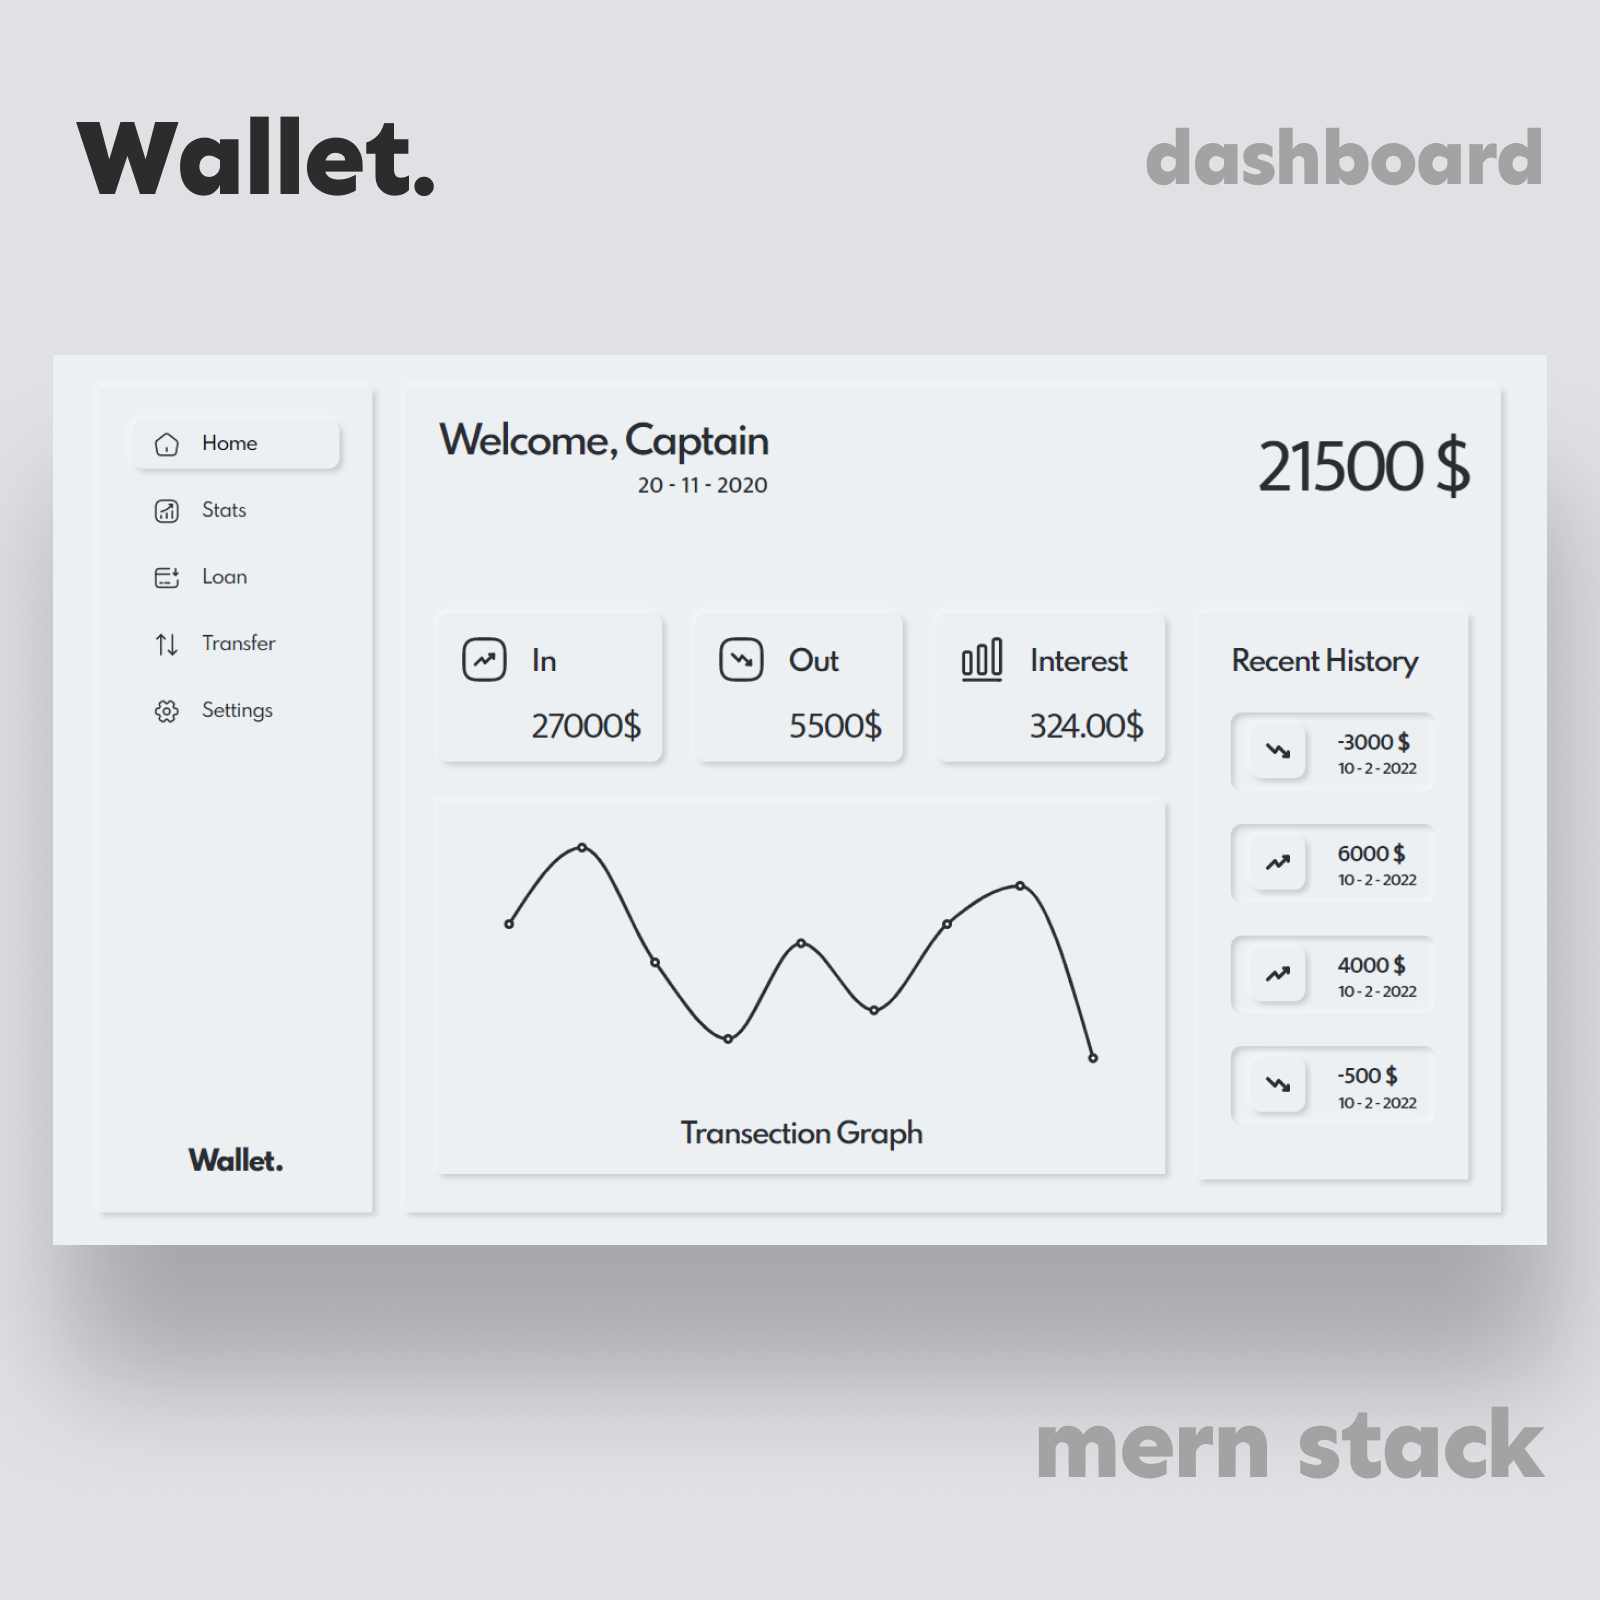 Wallet.
dashboard
Home
Stats
Loan
Transfer
Settings
Wallet.
Welcome, Captain
20 - 11 - 2020
21500 $
In
27000$
Out
5500$
Interest
324.00$
Transection Graph
Recent History
-3000 $
10 - 2 - 2022
6000 $
10 - 2 - 2022
4000 $
10 - 2 - 2022
-500 $
10 - 2 - 2022
mern stack